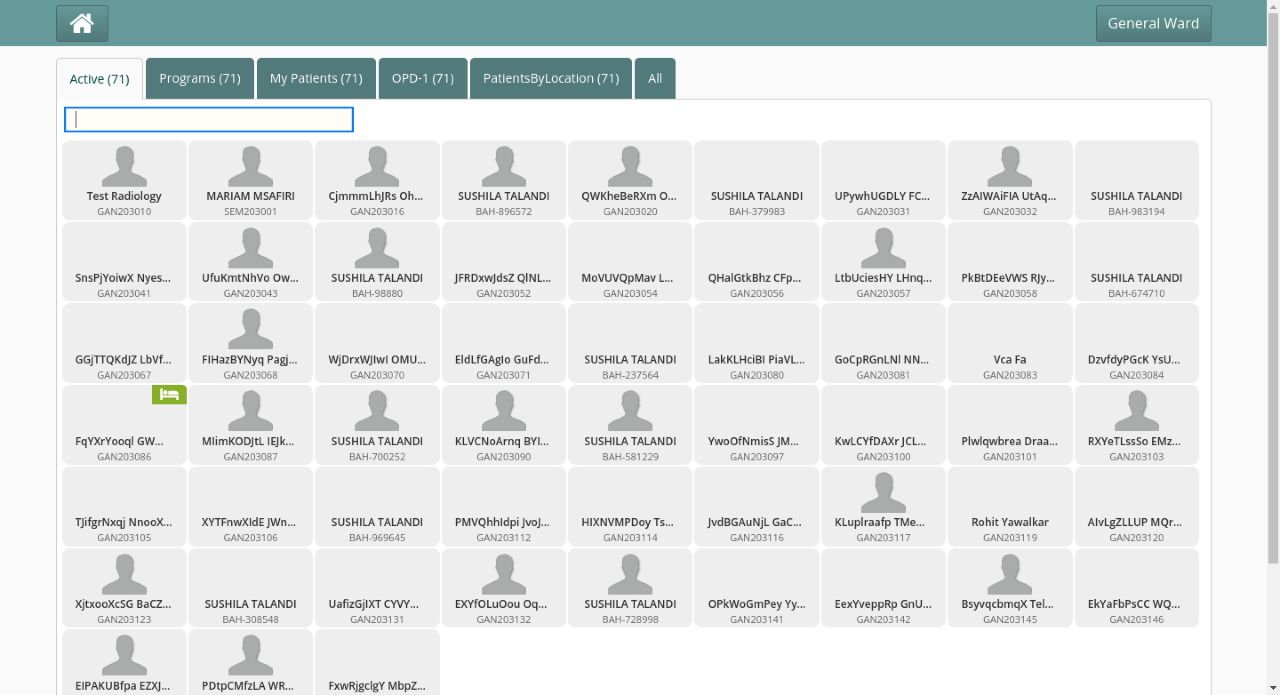 General Ward
Active (71)
Programs (71)
My Patients (71)
OPD-1 (71)
PatientsByLocation (71)
All
Test Radiology
GAN203010
MARIAM MSAFIRI
SEM203001
CjmmmLhJRs Oh...
GAN203016
SUSHILA TALANDI
BAH-896572
QWKheBeRXm O...
GAN203020
SUSHILA TALANDI
BAH-379983
UPywhUGDLY FC...
GAN203031
ZzAIWAiFIA UtAq...
GAN203032
SUSHILA TALANDI
BAH-983194
SnsPjYoiwX Nyes...
GAN203041
UfuKmtNhVo Ow...
GAN203043
SUSHILA TALANDI
BAH-98880
JFRDxwJdsZ QlNL...
GAN203052
MoVUVQpMav L...
GAN203054
QHalGtkBhz CFp...
GAN203056
LtbUciesHY LHnq...
GAN203057
PkBtDEeVWS RJy...
GAN203058
SUSHILA TALANDI
BAH-674710
GGjTTQKdJZ LbVf...
GAN203067
FIHazBYNyq Pagj...
GAN203068
WjDrxWJIwI OMU...
GAN203070
EldLfGAgIo GuFd...
GAN203071
SUSHILA TALANDI
BAH-237564
LakKLHciBI PiaVL...
GAN203080
GoCpRGnLNl NN...
GAN203081
Vca Fa
GAN203083
DzvfdyPGcK YsU...
GAN203084
FqYXrYooql GW...
GAN203086
MIimKODJtL IEJk...
GAN203087
SUSHILA TALANDI
BAH-700252
KLVCNoArnq BYI...
GAN203090
SUSHILA TALANDI
BAH-581229
YwoOfNmisS JM...
GAN203097
KwLCYfDAXr JCL...
GAN203100
Plwlqwbrea Draa...
GAN203101
RXYeTLssSo EMz...
GAN203103
TJifgrNxqj NnooX...
GAN203105
XYTFnwXIdE JWn...
GAN203106
SUSHILA TALANDI
BAH-969645
PMVQhhIdpi JvoJ...
GAN203112
HIXNVMPDoy Ts...
GAN203114
JvdBGAuNjL GaC...
GAN203116
KLuplraafp TMe...
GAN203117
Rohit Yawalkar
GAN203119
AIvLgZLLUP MQr...
GAN203120
XjtxooXcSG BaCZ...
GAN203123
SUSHILA TALANDI
BAH-308548
UafizGjIXT CYVY...
GAN203131
EXYfOLuOou Oq...
GAN203132
SUSHILA TALANDI
BAH-728998
OPkWoGmPey Yy...
GAN203141
EexYveppRp GnU...
GAN203142
BsyvqcbmqX Tel...
GAN203145
EkYaFbPsCC WQ...
GAN203146
EIPAKUBfpa EZXJ...
PDtpCMfzLA WR...
FxwRjgclgY MbpZ...